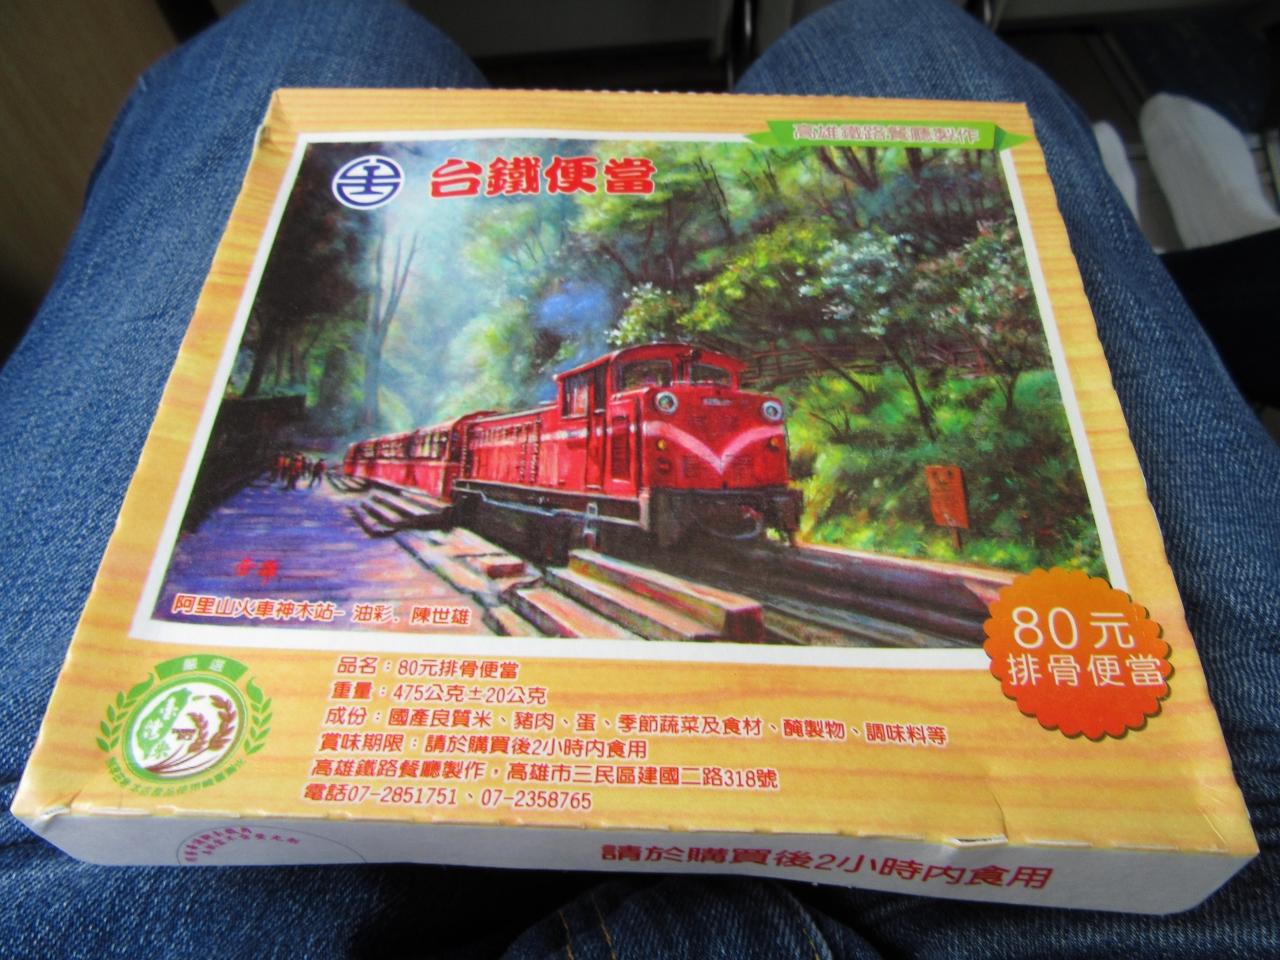 高雄鐵路餐廳製作
台鐵便當
阿里山火車神木站- 油彩. 陳世雄
80元
排骨便當
嚴選
品名：80元排骨便當
重量：475公克±20公克
成份：國產良質米、豬肉、蛋、季節蔬菜及食材、醃製物、調味料等
賞味期限：請於購買後2小時內食用
高雄鐵路餐廳製作，高雄市三民區建國二路318號
電話07-2851751、07-2358765
請於購買後2小時內食用